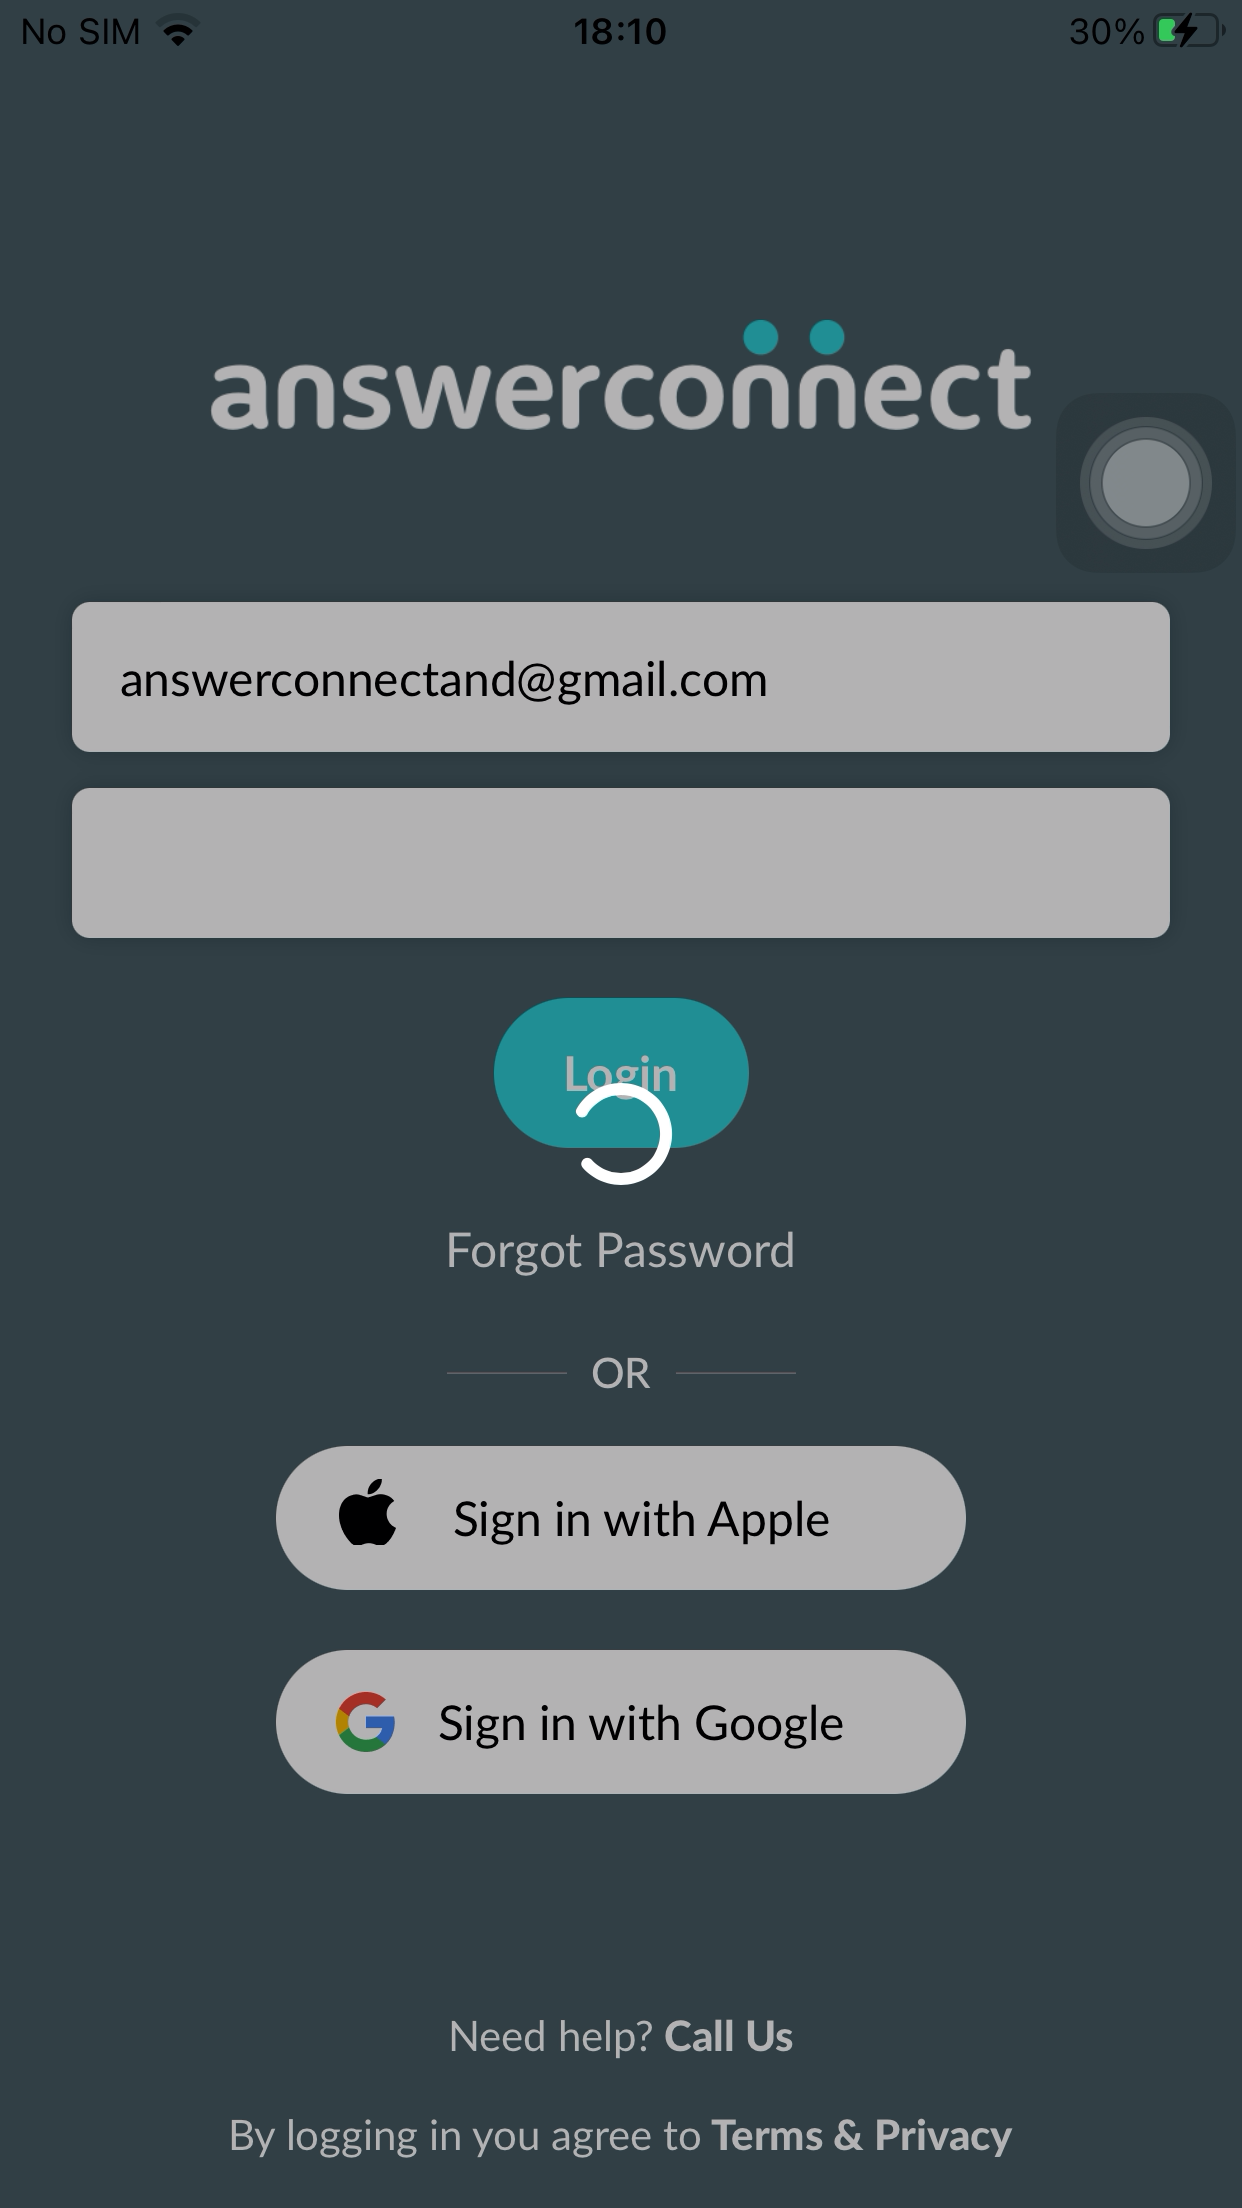 No SIM 18:10 30%
answerconnect
answerconnectand@gmail.com
Login
Forgot Password
OR
Sign in with Apple
Sign in with Google
Need help? Call Us
By logging in you agree to Terms & Privacy